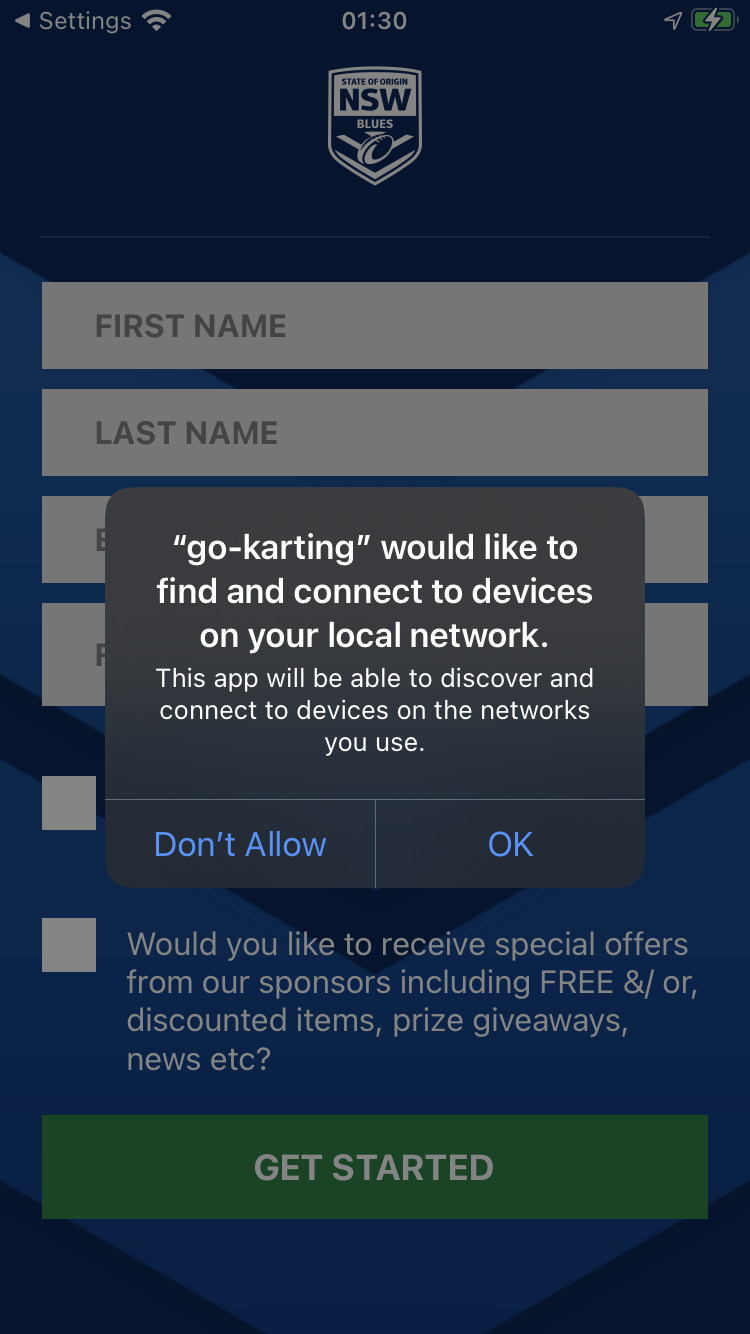 Settings
01:30
STATE OF ORIGIN
NSW
BLUES
FIRST NAME
LAST NAME
“go-karting” would like to
find and connect to devices
on your local network.
This app will be able to discover and
connect to devices on the networks
you use.
Don’t Allow
OK
Would you like to receive special offers
from our sponsors including FREE &/ or,
discounted items, prize giveaways,
news etc?
GET STARTED